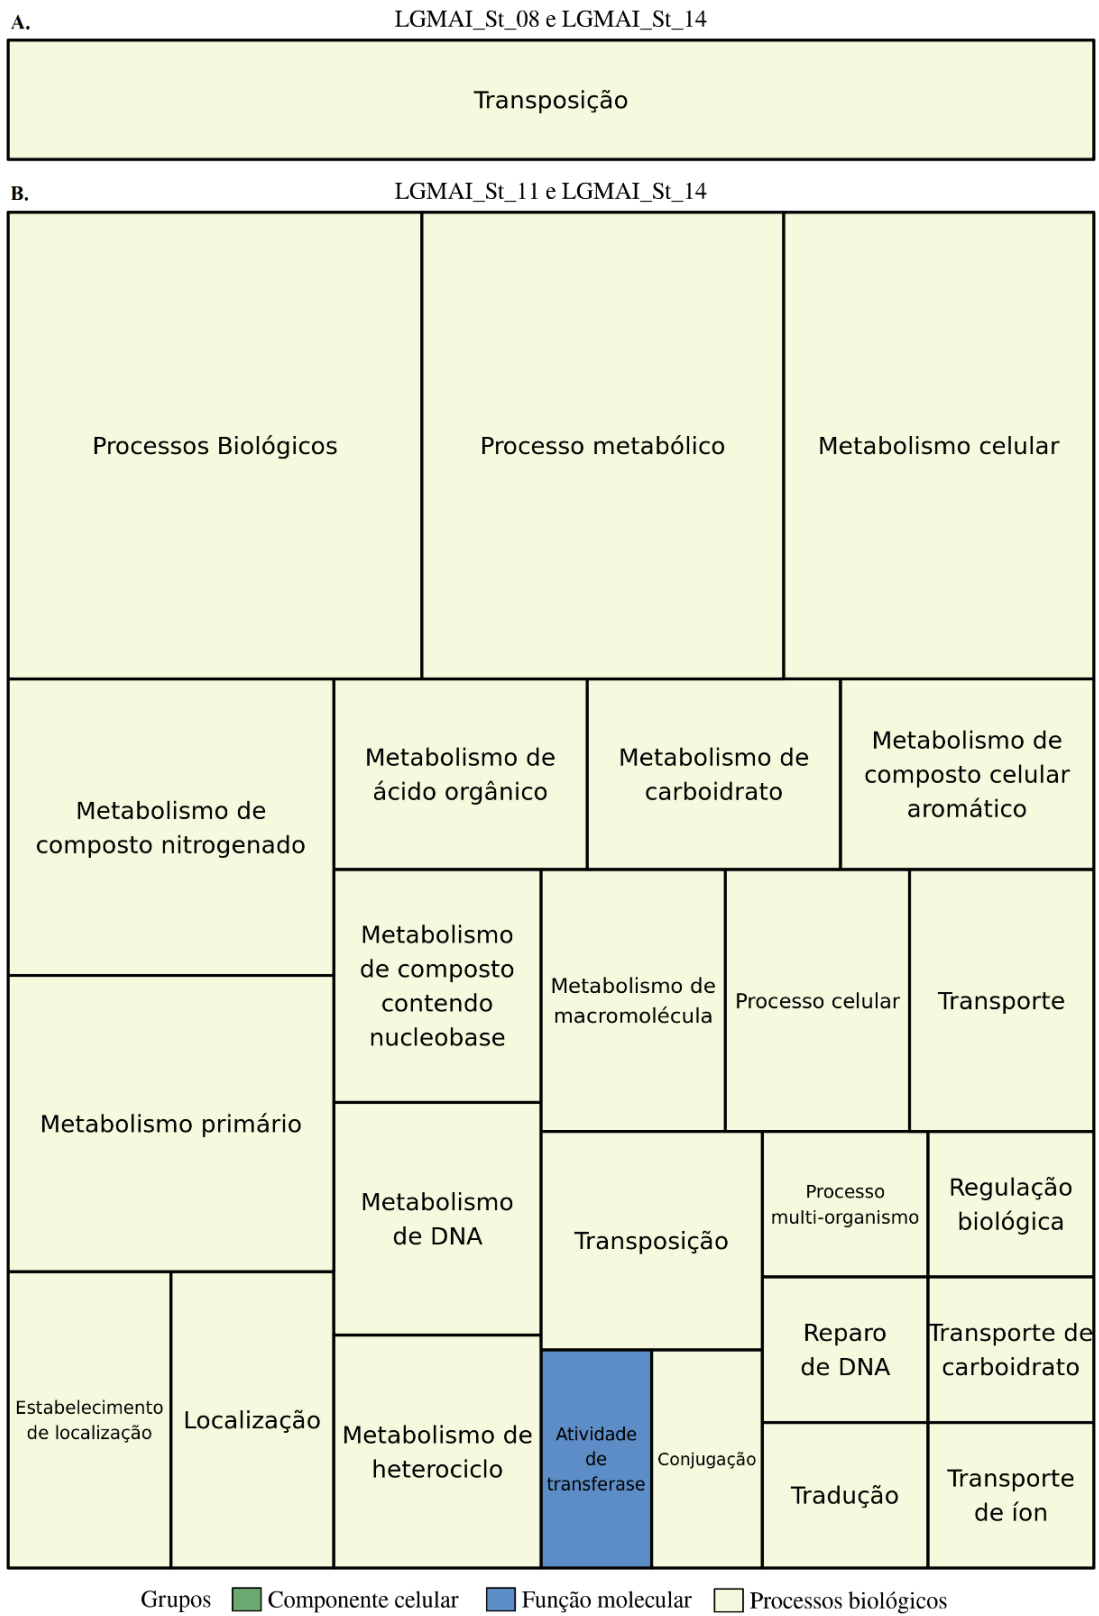 A.
LGMAI_St_08 e LGMAI_St_14
Transposição
B.
LGMAI_St_11 e LGMAI_St_14
Processos Biológicos
Processo metabólico
Metabolismo celular
Metabolismo de
composto nitrogenado
Metabolismo de
ácido orgânico
Metabolismo de
carboidrato
Metabolismo de
composto celular
aromático
Metabolismo
de composto
contendo
nucleobase
Metabolismo de
macromolécula
Processo celular
Transporte
Metabolismo primário
Metabolismo
de DNA
Transposição
Processo
multi-organismo
Regulação
biológica
Reparo
de DNA
Transporte de
carboidrato
Estabelecimento
de localização
Localização
Metabolismo de
heterociclo
Atividade
de
transferase
Conjugação
Tradução
Transporte
de íon
Grupos
Componente celular
Função molecular
Processos biológicos